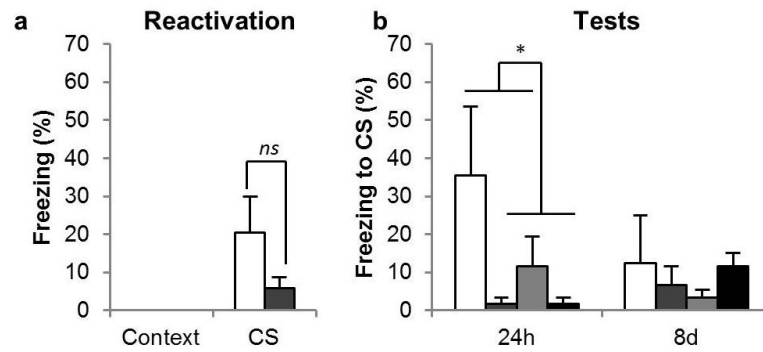 a Reactivation
Freezing (%)
70
60
50
40
30
20
10
0
ns
Context CS
b Tests
Freezing to CS (%)
70
60
50
40
30
20
10
0
*
24h 8d